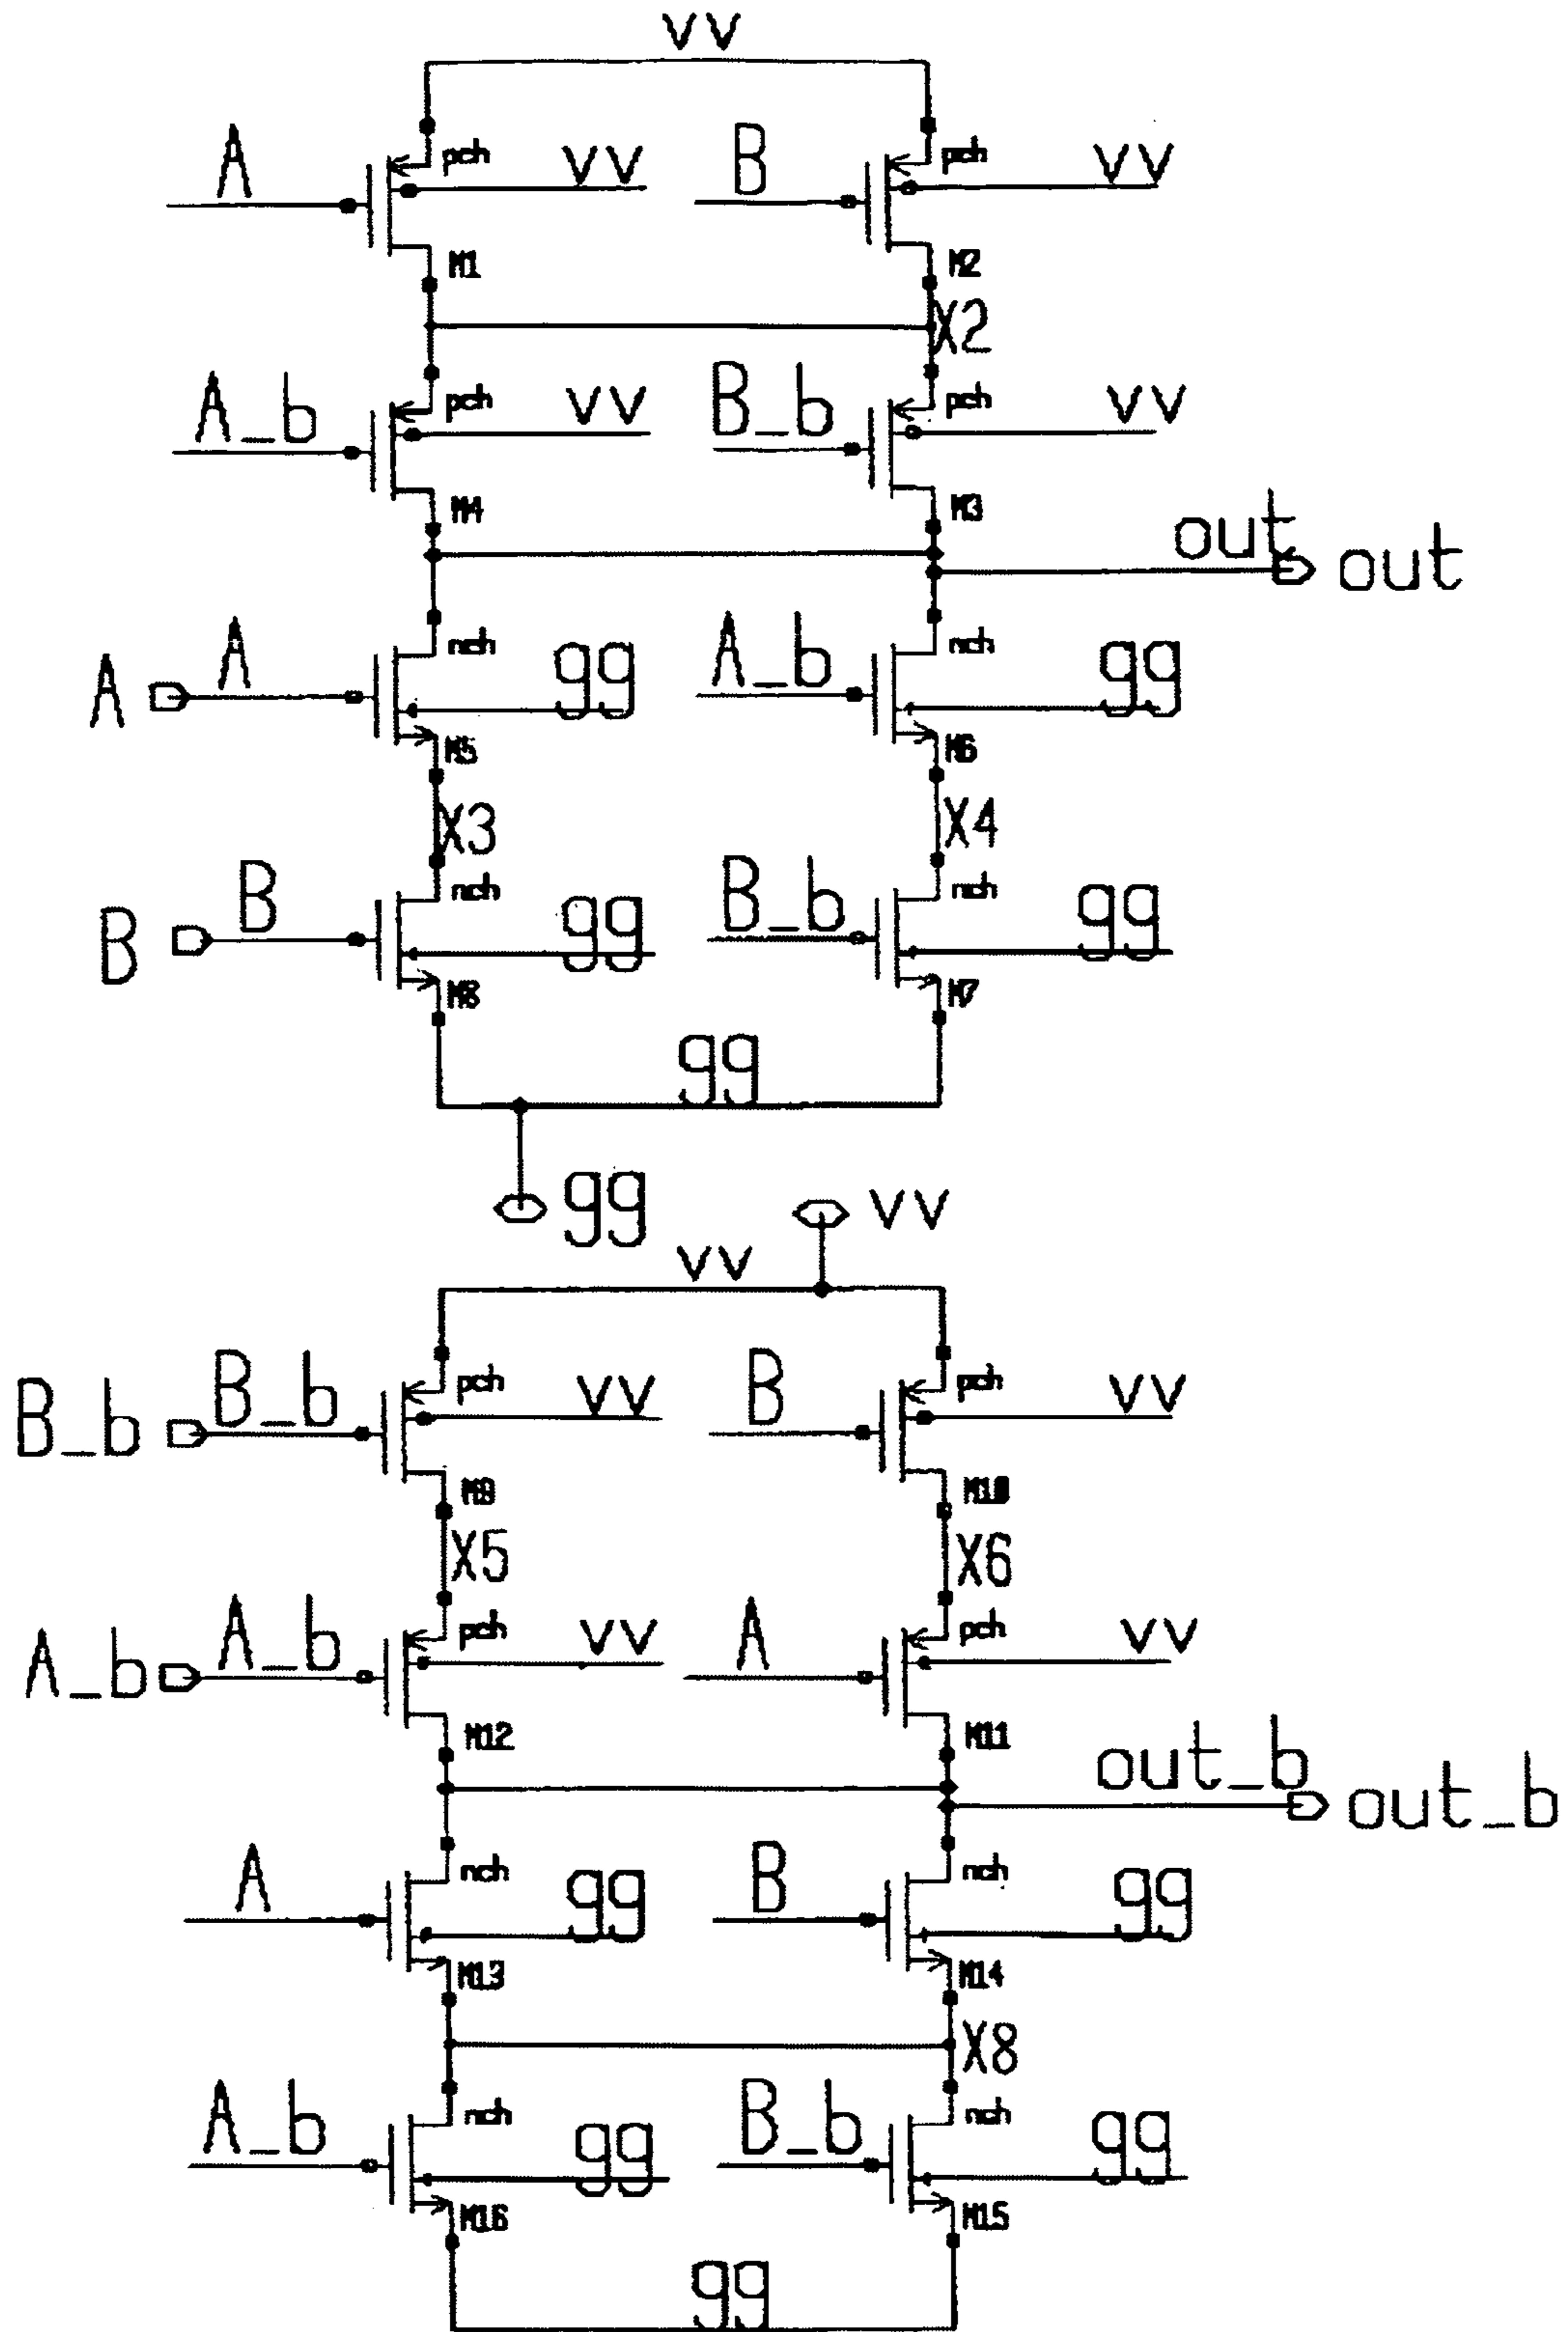 vv
A pch vv B pch vv
M1 M2
X2
A_b pch vv B_b pch vv
M4 M3
out out
A A nch gg A_b nch gg
M5 M6
X3 X4
B B nch gg B_b nch gg
M8 M7
gg
gg vv
vv
B_b B_b pch vv B pch vv
M9 M10
X5 X6
A_b A_b pch vv A pch vv
M12 M11
out_b out_b
A nch gg B nch gg
M13 M14
X8
A_b nch gg B_b nch gg
M16 M15
gg